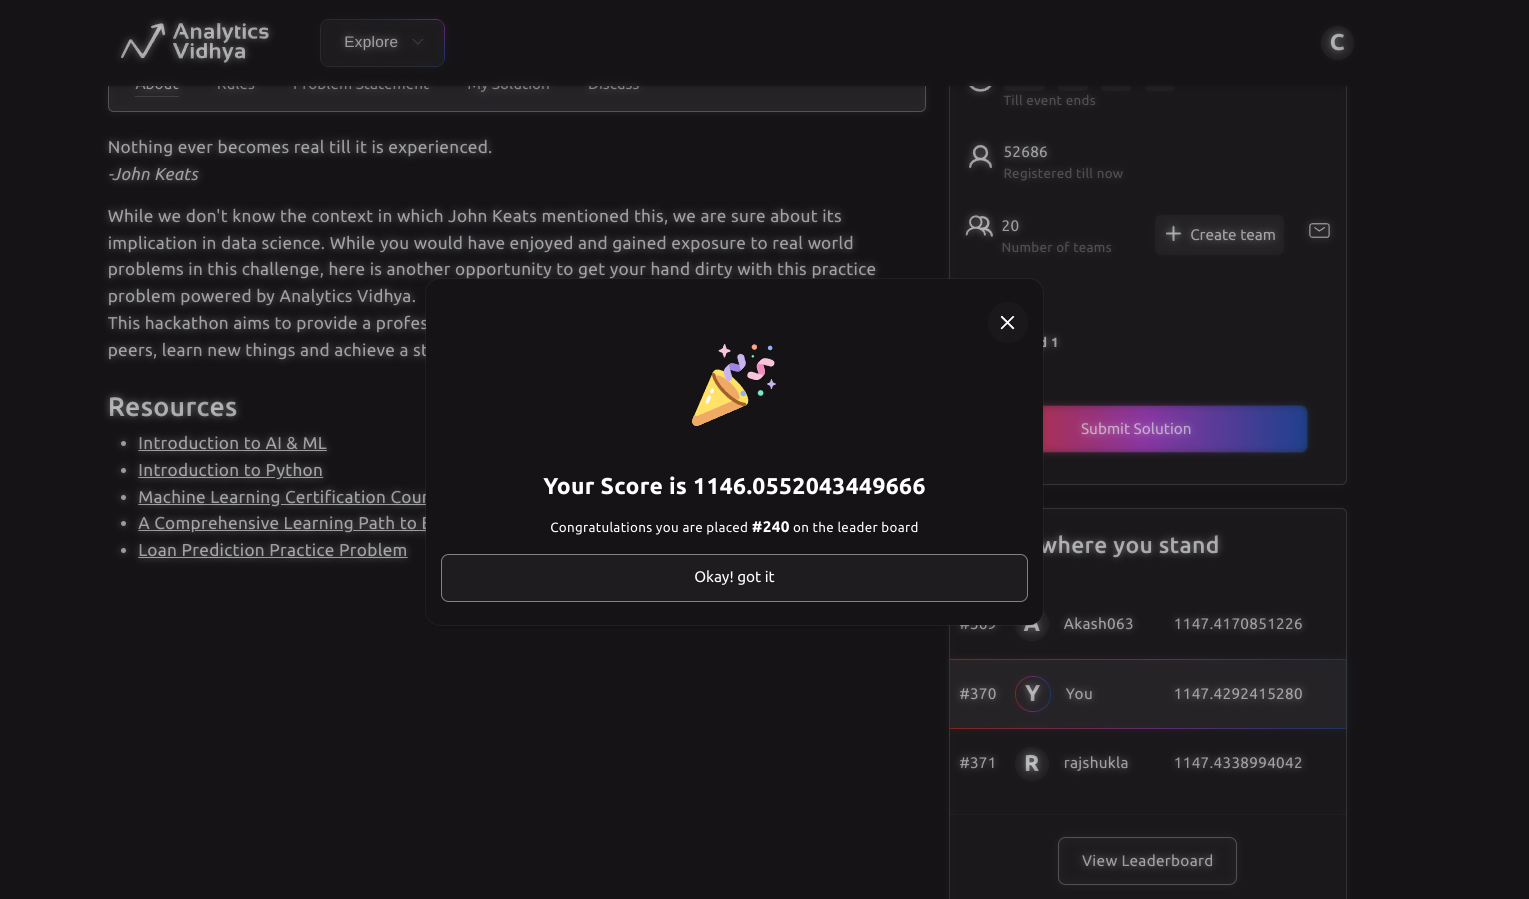 Analytics
Vidhya
Explore
C
About Rules Problem Statement My Solution Discuss
Nothing ever becomes real till it is experienced.
-John Keats
While we don't know the context in which John Keats mentioned this, we are sure about its
implication in data science. While you would have enjoyed and gained exposure to real world
problems in this challenge, here is another opportunity to get your hand dirty with this practice
problem powered by Analytics Vidhya.
This hackathon aims to provide a
peers, learn new things and achieve a
Resources
Introduction to AI & ML
Introduction to Python
Machine Learning Certification
A Comprehensive Learning Path to
Loan Prediction Practice Problem
Till event ends
52686
Registered till now
20
Number of teams
Create team
1
Submit Solution
Your Score is 1146.0552043449666
Congratulations you are placed #240 on the leader board
Okay! got it
where you stand
#369 A Akash063 1147.4170851226
#370 Y You 1147.4292415280
#371 R rajshukla 1147.4338994042
View Leaderboard